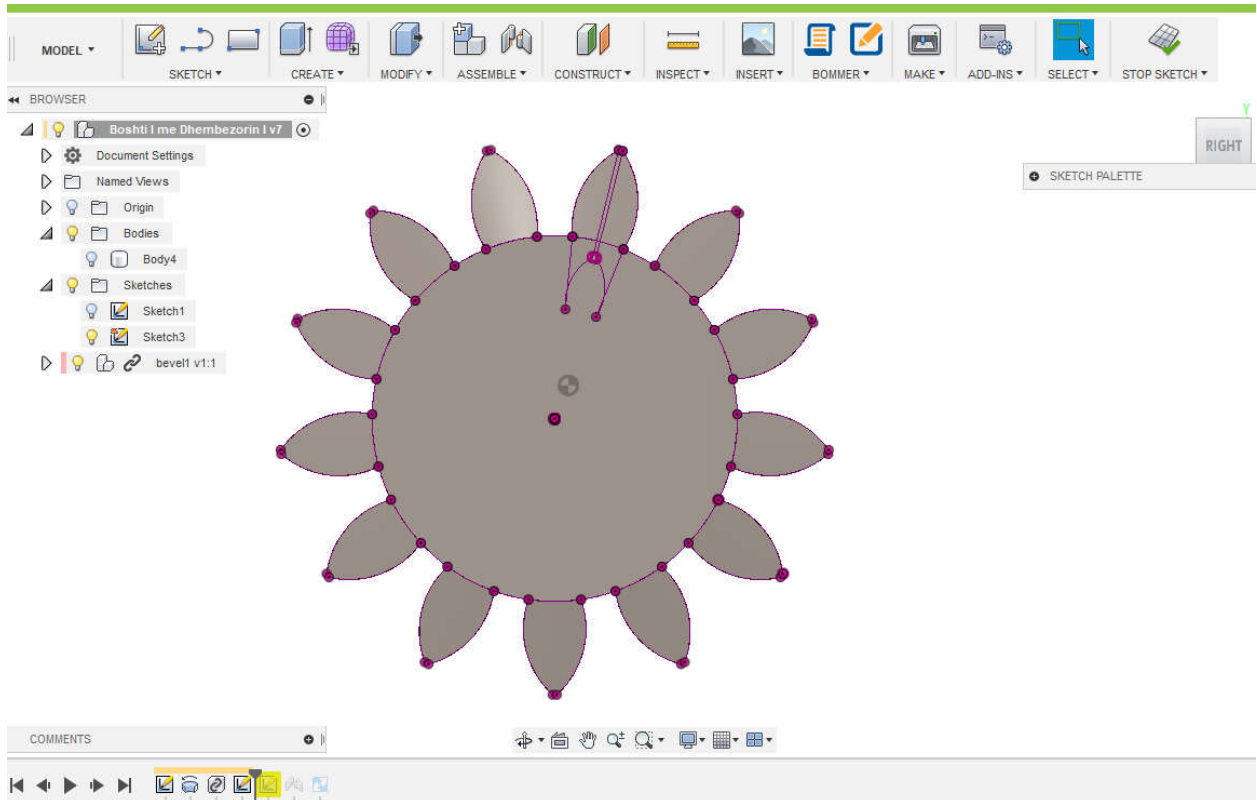 MODEL
SKETCH
CREATE
MODIFY
ASSEMBLE
CONSTRUCT
INSPECT
INSERT
BOMMER
MAKE
ADD-INS
SELECT
STOP SKETCH
BROWSER
Boshti I me Dhembezorin I v7
Document Settings
Named Views
Origin
Bodies
Body4
Sketches
Sketch1
Sketch3
bevel1 v1:1
Y
RIGHT
SKETCH PALETTE
COMMENTS